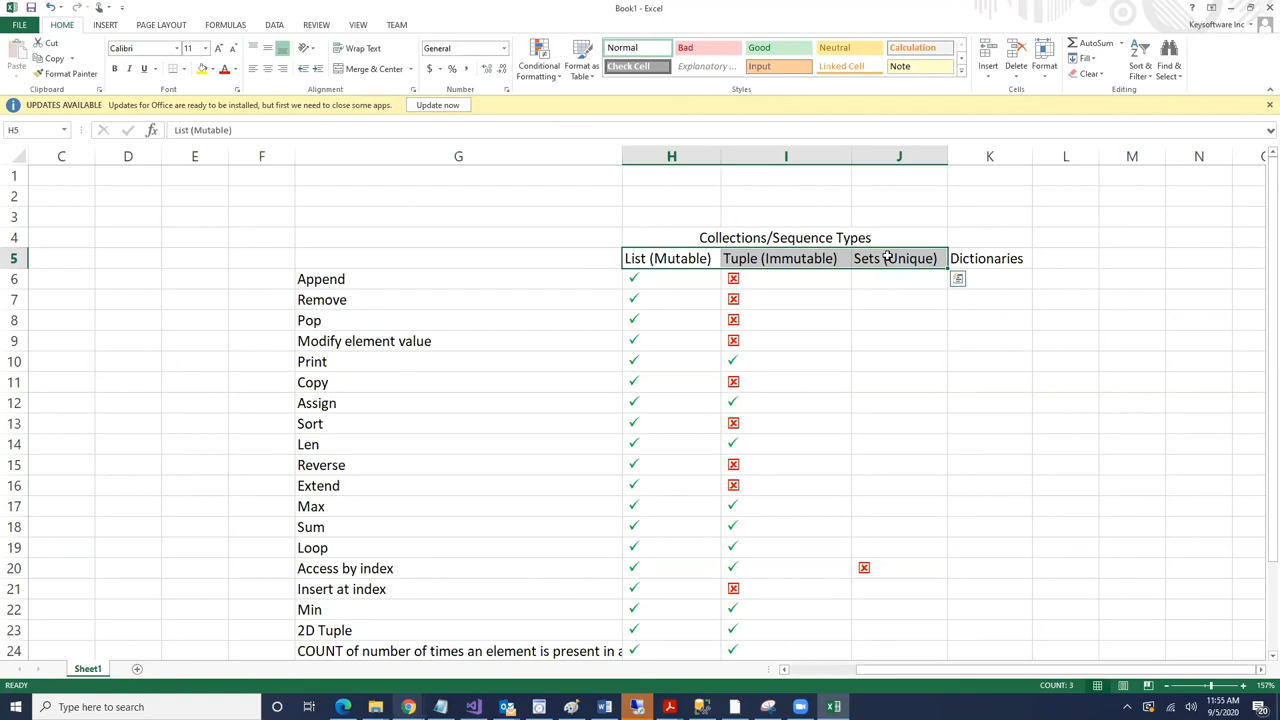 Book1 - Excel
Keysoftware Inc
FILE HOME INSERT PAGE LAYOUT FORMULAS DATA REVIEW VIEW TEAM
Paste Cut Copy Format Painter
Calibri 11
B I U
Wrap Text
Merge & Center
General
$ % ,
Conditional Formatting Format as Table
Normal Bad Good Neutral Calculation
Check Cell Explanatory ... Input Linked Cell Note
Insert Delete Format
AutoSum Fill Clear
Sort & Filter Find & Select
Clipboard Font Alignment Number Styles Cells Editing
UPDATES AVAILABLE Updates for Office are ready to be installed, but first we need to close some apps. Update now
H5 fx List (Mutable)
C D E F G H I J K L M N
1
2
3
4 Collections/Sequence Types
5 List (Mutable) Tuple (Immutable) Sets (Unique) Dictionaries
6 Append
7 Remove
8 Pop
9 Modify element value
10 Print
11 Copy
12 Assign
13 Sort
14 Len
15 Reverse
16 Extend
17 Max
18 Sum
19 Loop
20 Access by index
21 Insert at index
22 Min
23 2D Tuple
24 COUNT of number of times an element is present in a
Sheet1
READY COUNT: 3 157%
Type here to search
11:55 AM
9/5/2020
20